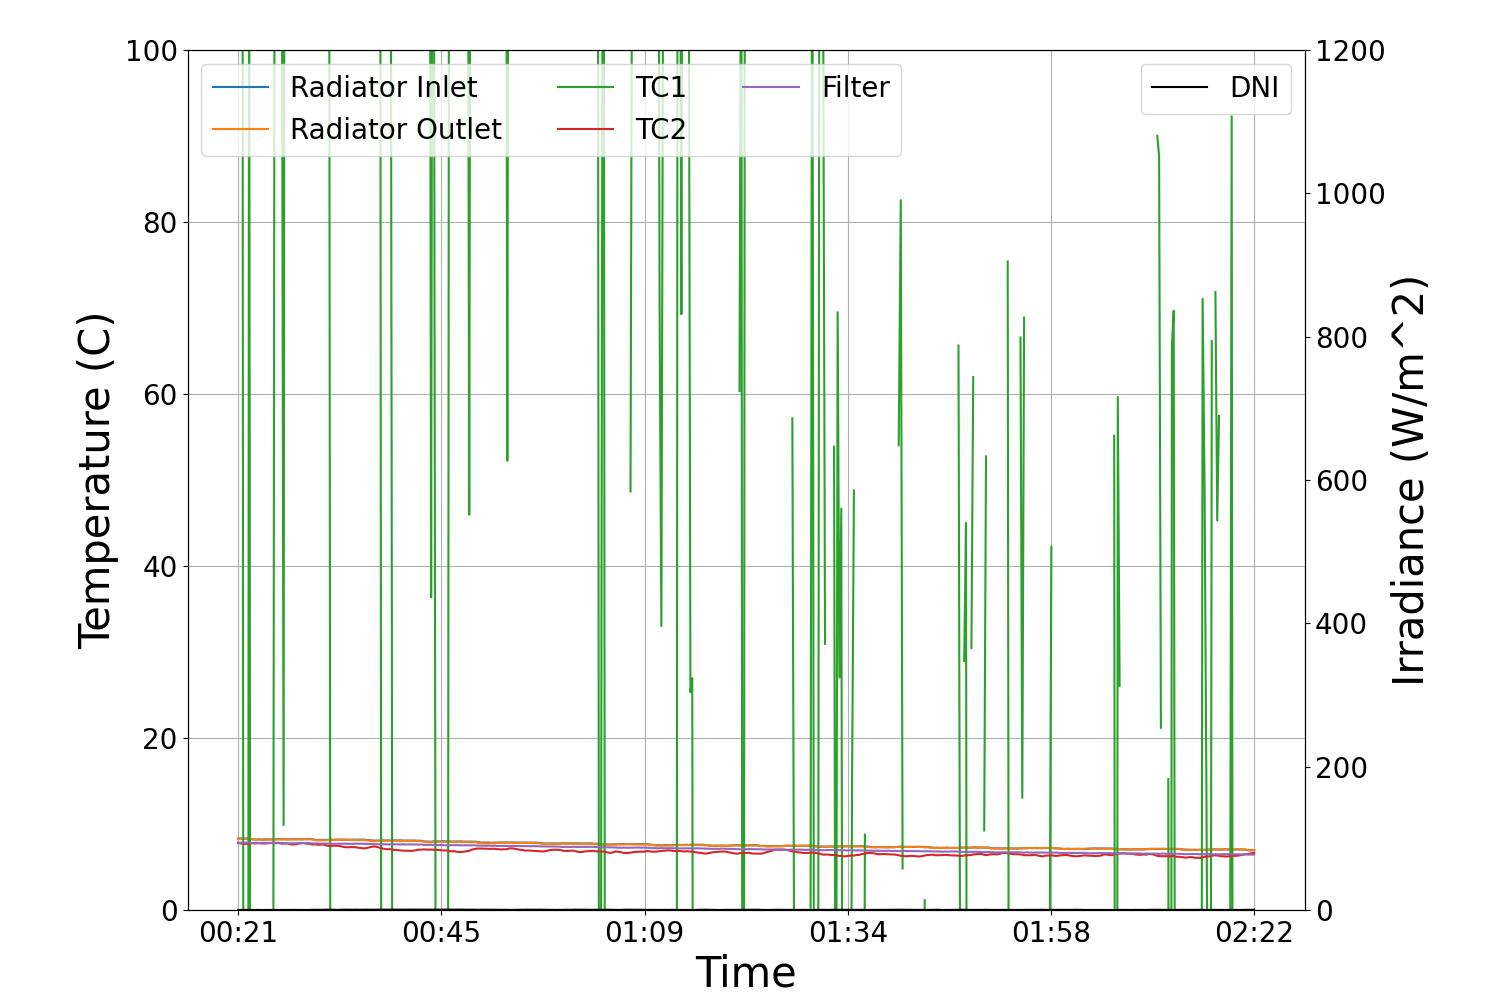 100
80
60
40
20
0
Temperature (C)
Radiator Inlet
Radiator Outlet
TC1
TC2
Filter
DNI
1200
1000
800
600
400
200
0
Irradiance (W/m^2)
00:21 00:45 01:09 01:34 01:58 02:22
Time